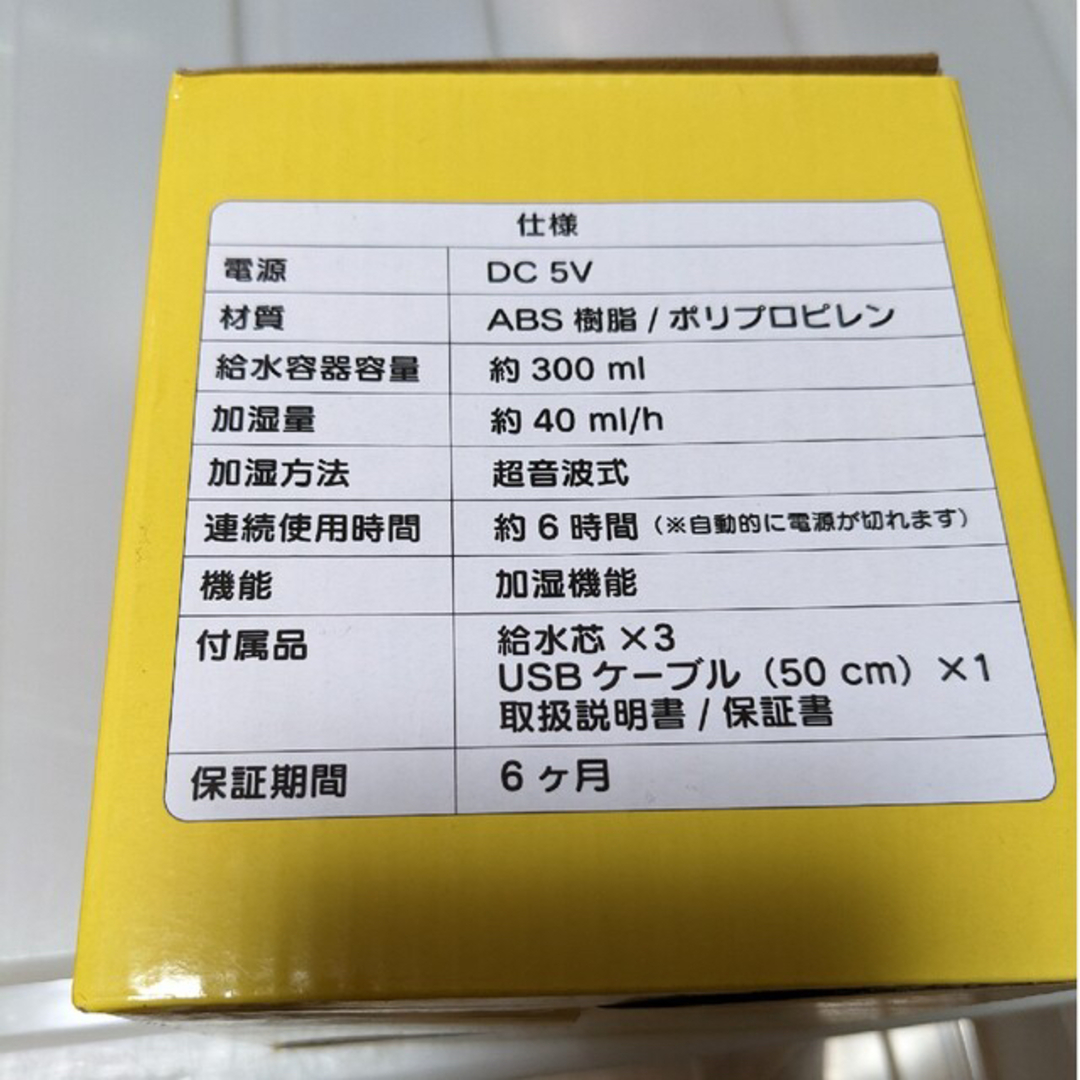 仕様
電源 DC 5V
材質 ABS 樹脂 / ポリプロピレン
給水容器容量 約 300 ml
加湿量 約 40 ml/h
加湿方法 超音波式
連続使用時間 約 6 時間（※自動的に電源が切れます）
機能 加湿機能
付属品 給水芯 ×3
USB ケーブル（50 cm）×1
取扱説明書 / 保証書
保証期間 6 ヶ月